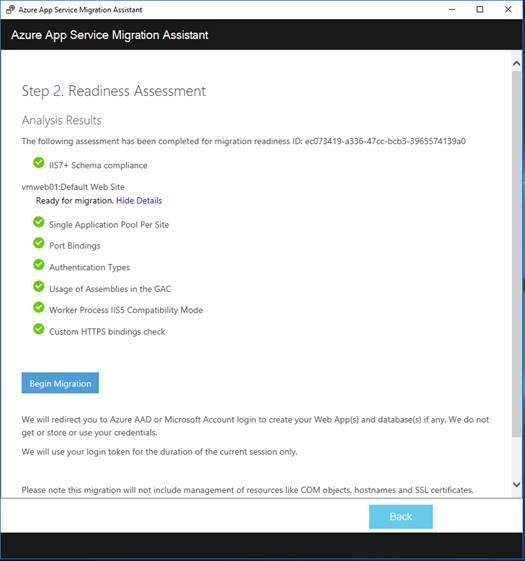 Azure App Service Migration Assistant
Azure App Service Migration Assistant
Step 2. Readiness Assessment
Analysis Results
The following assessment has been completed for migration readiness ID: ec073419-a336-47cc-bcb3-3965574139a0
IIS7+ Schema compliance
vmweb01:Default Web Site
Ready for migration. Hide Details
Single Application Pool Per Site
Port Bindings
Authentication Types
Usage of Assemblies in the GAC
Worker Process IIS5 Compatibility Mode
Custom HTTPS bindings check
Begin Migration
We will redirect you to Azure AAD or Microsoft Account login to create your Web App(s) and database(s) if any. We do not
get or store or use your credentials.
We will use your login token for the duration of the current session only.
Please note this migration will not include management of resources like COM objects, hostnames and SSL certificates.
Back